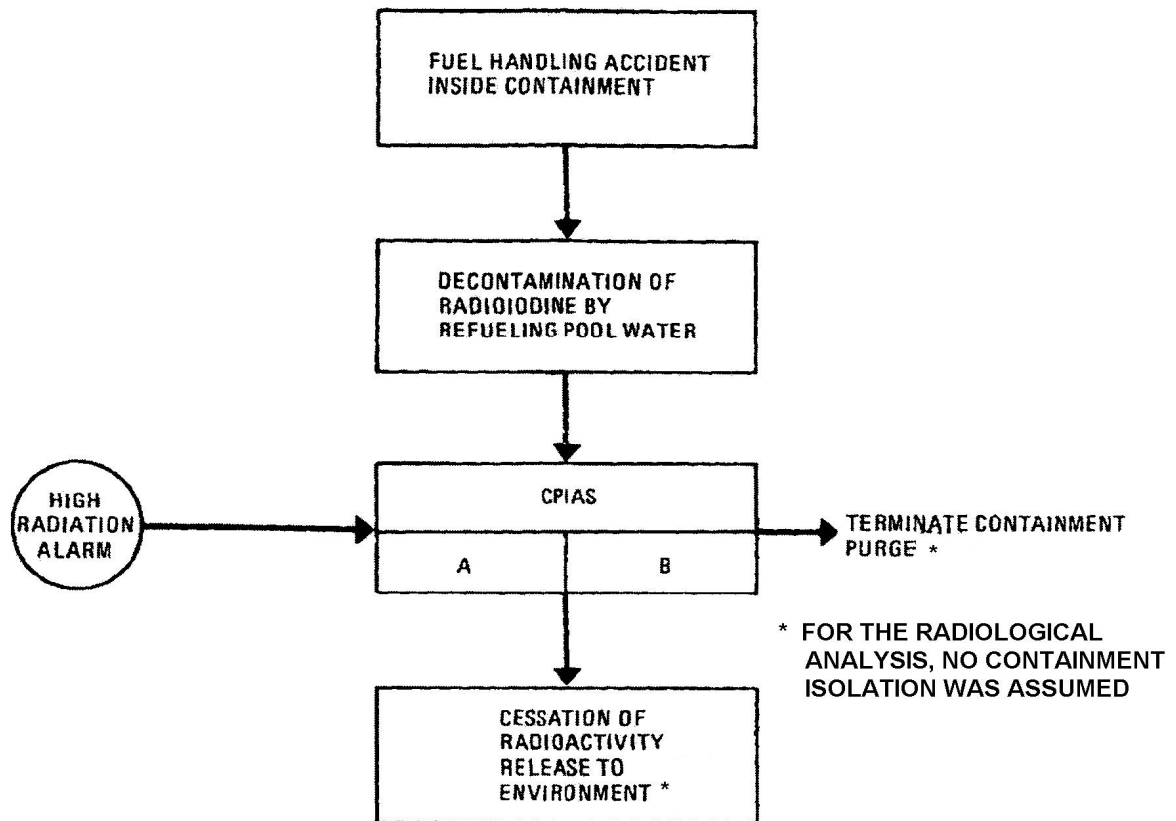 FUEL HANDLING ACCIDENT
INSIDE CONTAINMENT
DECONTAMINATION OF
RADIOIODINE BY
REFUELING POOL WATER
HIGH
RADIATION
ALARM
CPIAS
A
B
TERMINATE CONTAINMENT
PURGE *
* FOR THE RADIOLOGICAL
ANALYSIS, NO CONTAINMENT
ISOLATION WAS ASSUMED
CESSATION OF
RADIOACTIVITY
RELEASE TO
ENVIRONMENT *